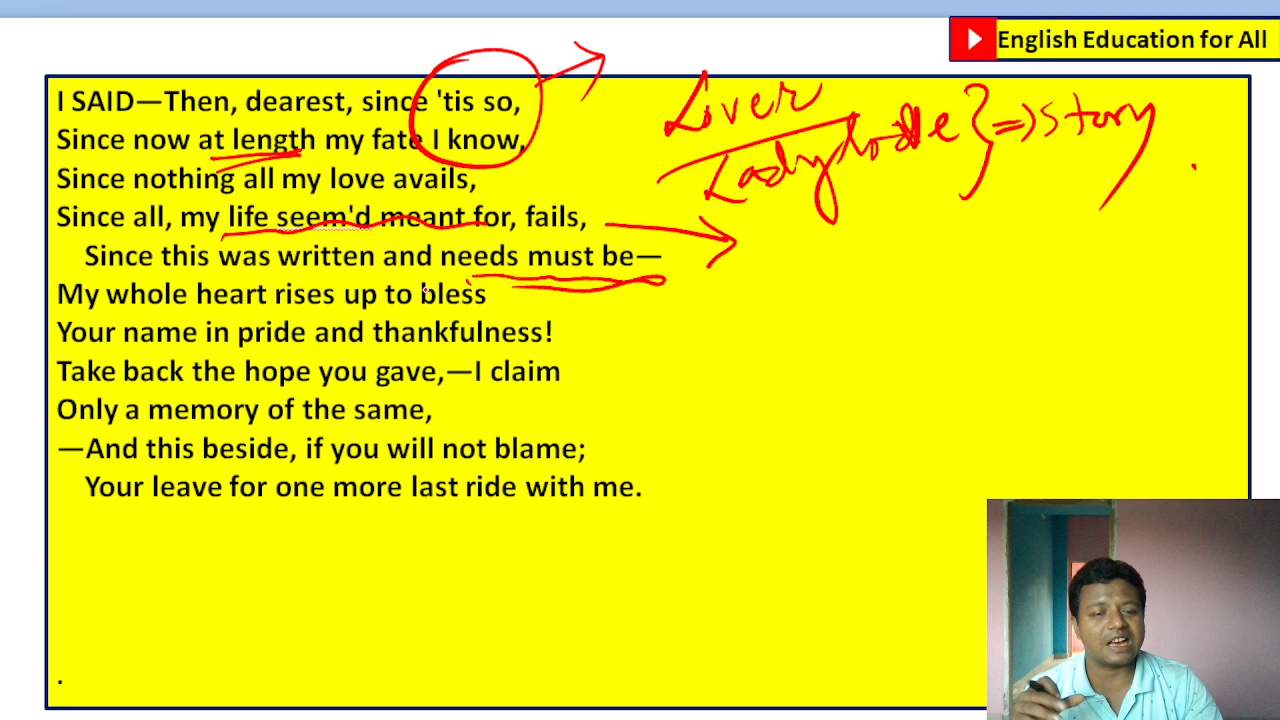 English Education for All
I SAID—Then, dearest, since 'tis so,
Since now at length my fate I know,
Since nothing all my love avails,
Since all, my life seem'd meant for, fails,
Since this was written and needs must be—
My whole heart rises up to bless
Your name in pride and thankfulness!
Take back the hope you gave,—I claim
Only a memory of the same,
—And this beside, if you will not blame;
Your leave for one more last ride with me.
.
Lover
Lady love } => story